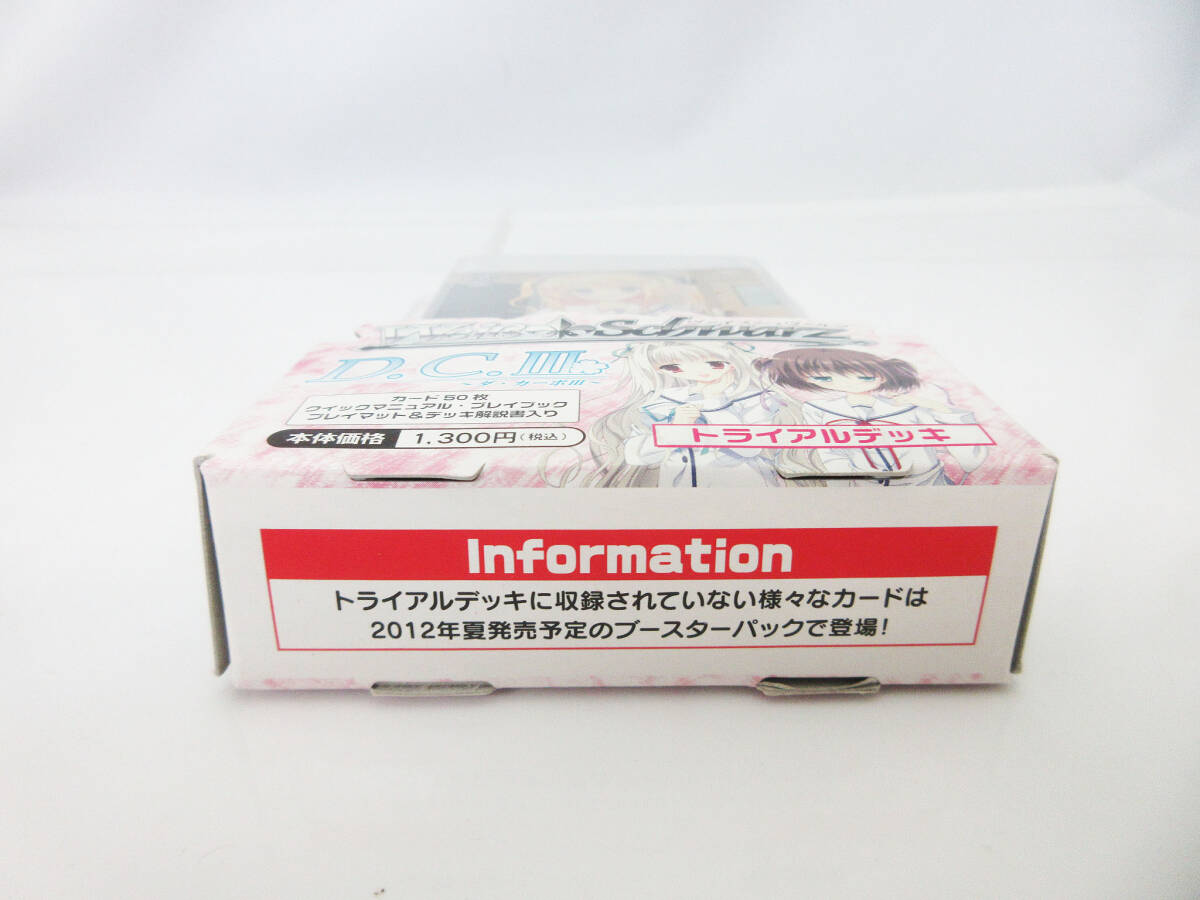 Weiß Schwarz
D.C.III
～ダ・カーポIII～
カード50枚
クイックマニュアル・プレイブック
プレイマット&デッキ解説書入り
本体価格 1,300円(税込)
トライアルデッキ
Information
トライアルデッキに収録されていない様々なカードは
2012年夏発売予定のブースターパックで登場!